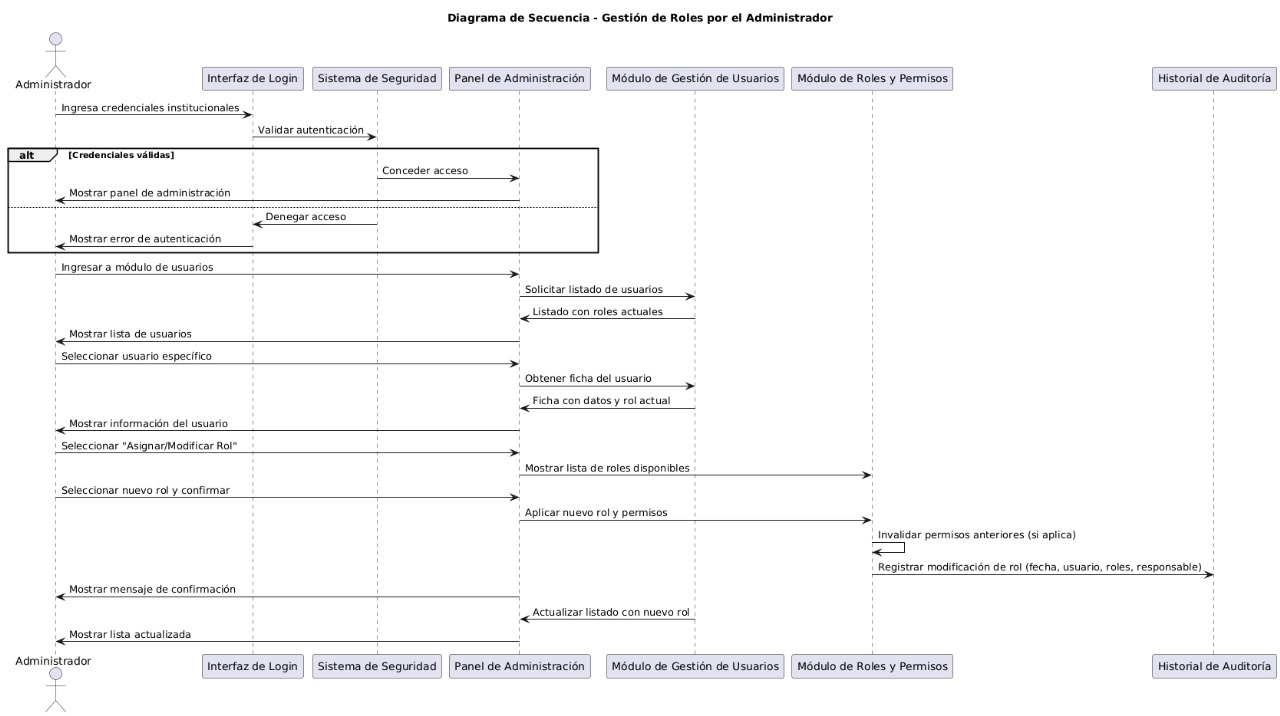 Diagrama de Secuencia - Gestión de Roles por el Administrador
Administrador
Interfaz de Login
Sistema de Seguridad
Panel de Administración
Módulo de Gestión de Usuarios
Módulo de Roles y Permisos
Historial de Auditoría
Ingresa credenciales institucionales
Validar autenticación
alt
[Credenciales válidas]
Conceder acceso
Mostrar panel de administración
Denegar acceso
Mostrar error de autenticación
Ingresar a módulo de usuarios
Solicitar listado de usuarios
Listado con roles actuales
Mostrar lista de usuarios
Seleccionar usuario específico
Obtener ficha del usuario
Ficha con datos y rol actual
Mostrar información del usuario
Seleccionar "Asignar/Modificar Rol"
Mostrar lista de roles disponibles
Seleccionar nuevo rol y confirmar
Aplicar nuevo rol y permisos
Invalidar permisos anteriores (si aplica)
Registrar modificación de rol (fecha, usuario, roles, responsable)
Mostrar mensaje de confirmación
Actualizar listado con nuevo rol
Mostrar lista actualizada
Administrador
Interfaz de Login
Sistema de Seguridad
Panel de Administración
Módulo de Gestión de Usuarios
Módulo de Roles y Permisos
Historial de Auditoría